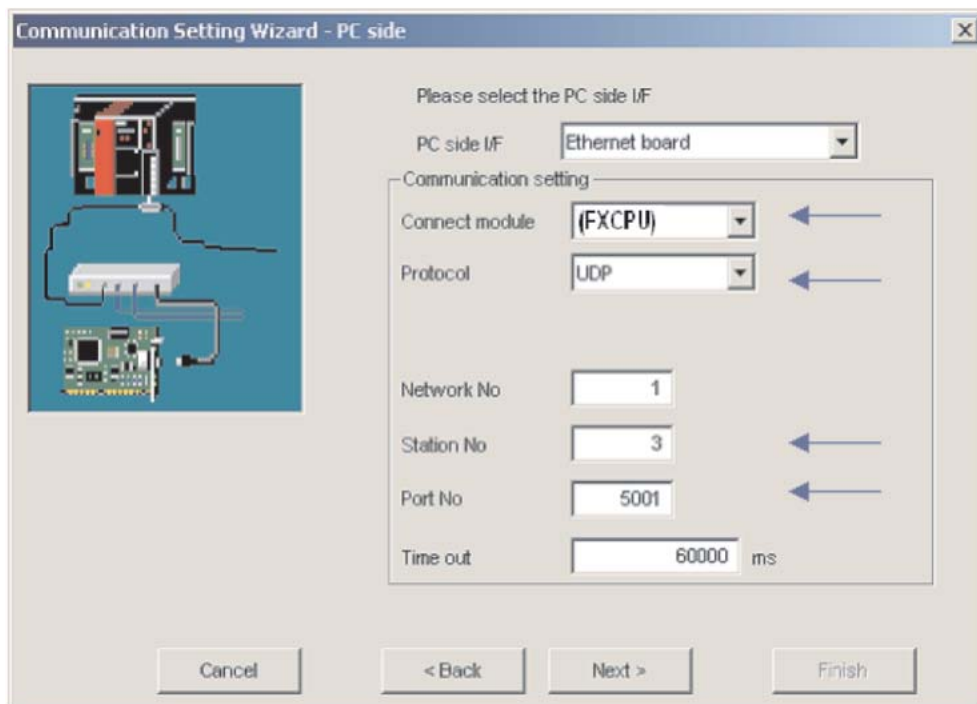 Communication Setting Wizard - PC side
Please select the PC side I/F
PC side I/F Ethernet board
Communication setting
Connect module (FXCPU)
Protocol UDP
Network No 1
Station No 3
Port No 5001
Time out 60000 ms
Cancel < Back Next > Finish